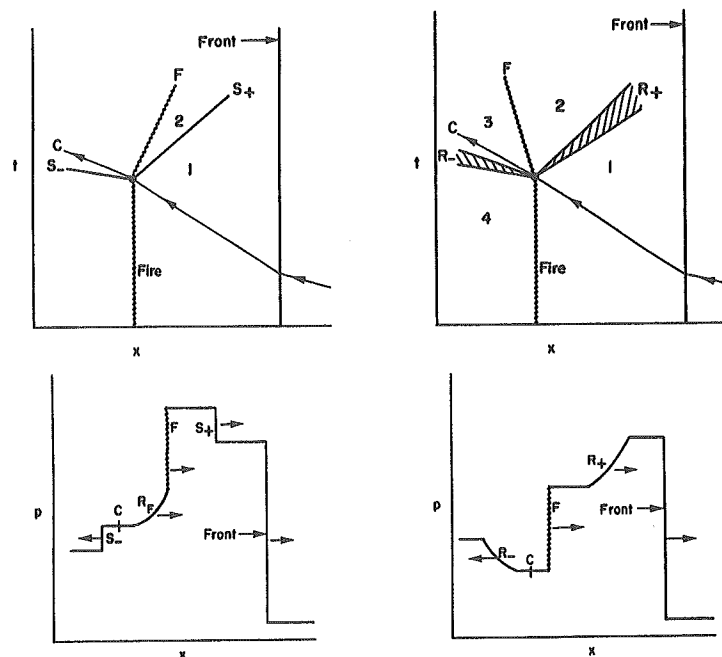 Front
F
S+
2
C
S−
1
t
Fire
x
Front
F
2
R+
3
C
R−
1
t
4
Fire
x
F
S+
C
RF
p
S−
Front
x
R+
p
F
Front
R−
C
x